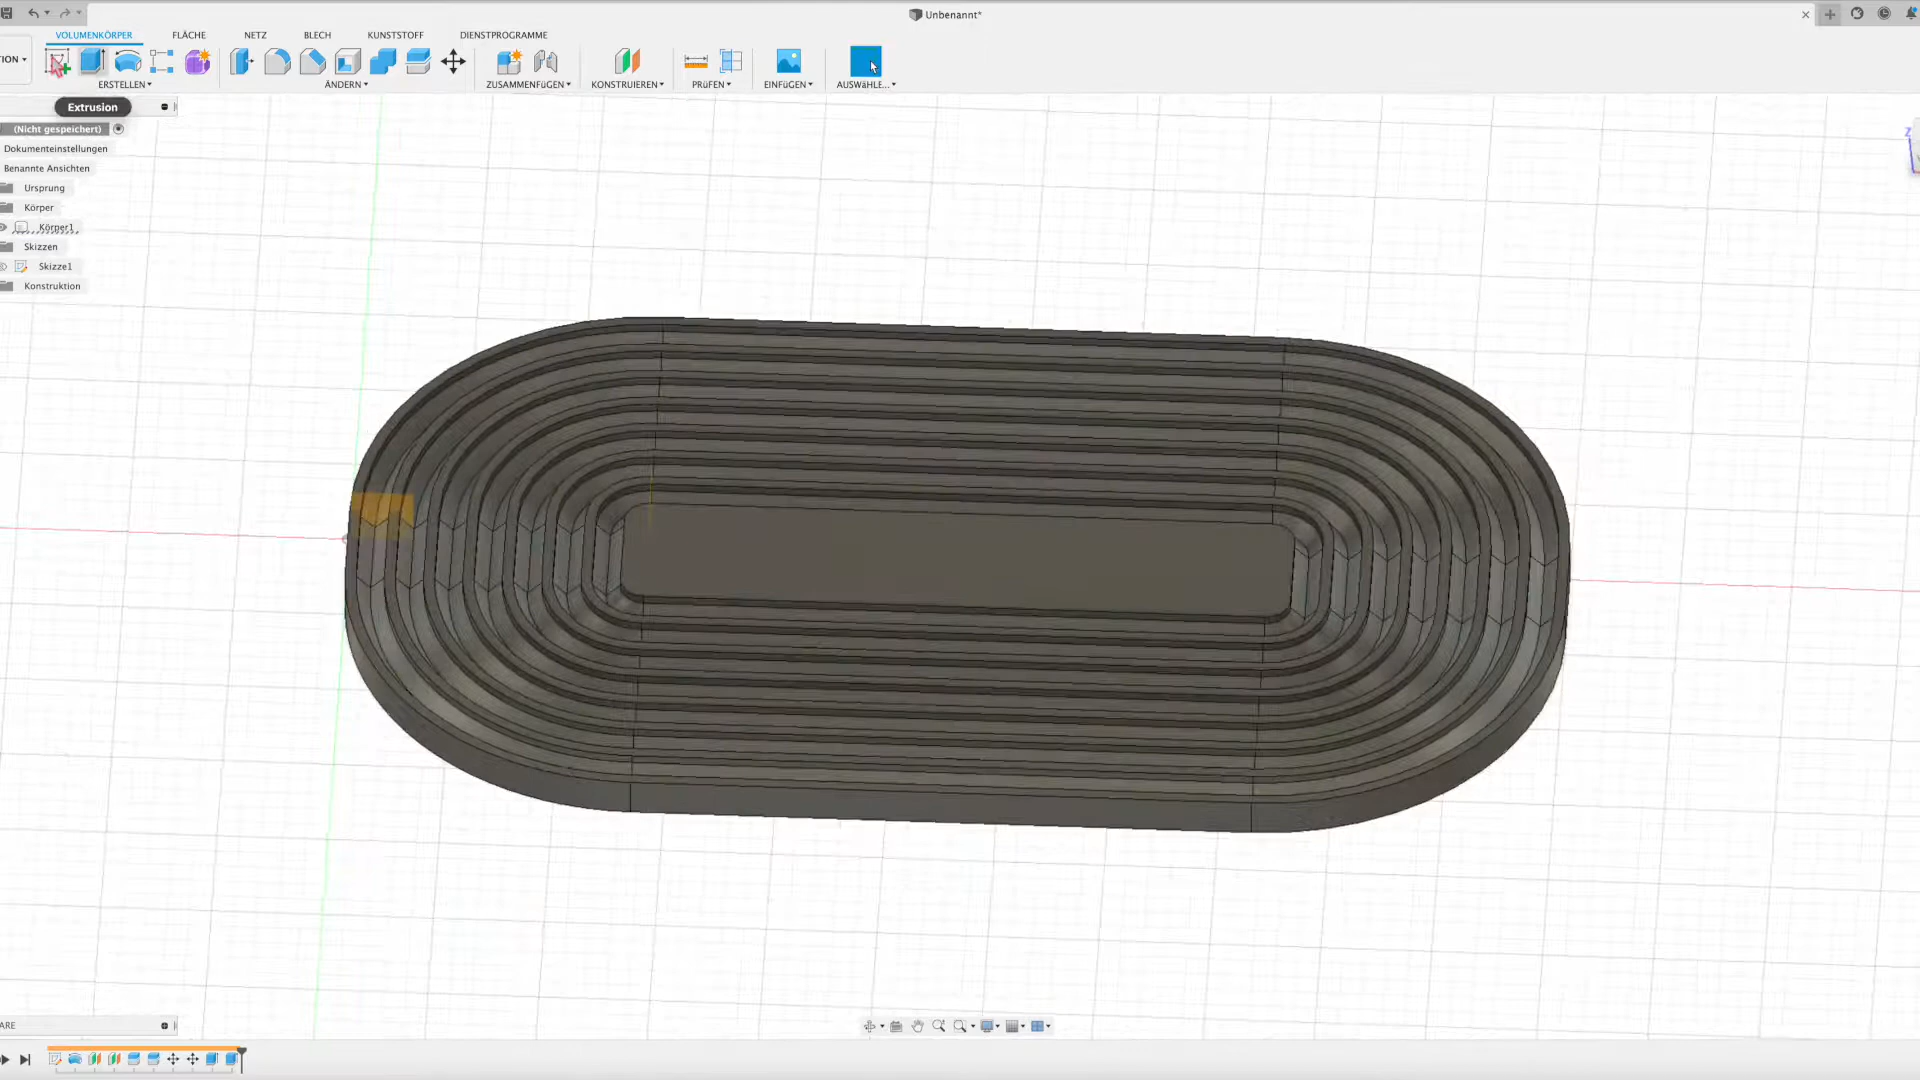 Unbenannt*
VOLUMENKÖRPER FLÄCHE NETZ BLECH KUNSTSTOFF DIENSTPROGRAMME
ION
ERSTELLEN ÄNDERN ZUSAMMENFÜGEN KONSTRUIEREN PRÜFEN EINFÜGEN AUSWÄHLE...
Extrusion
(Nicht gespeichert)
Dokumenteinstellungen
Benannte Ansichten
Ursprung
Körper
Körper1
Skizzen
Skizze1
Konstruktion
Z
ARE